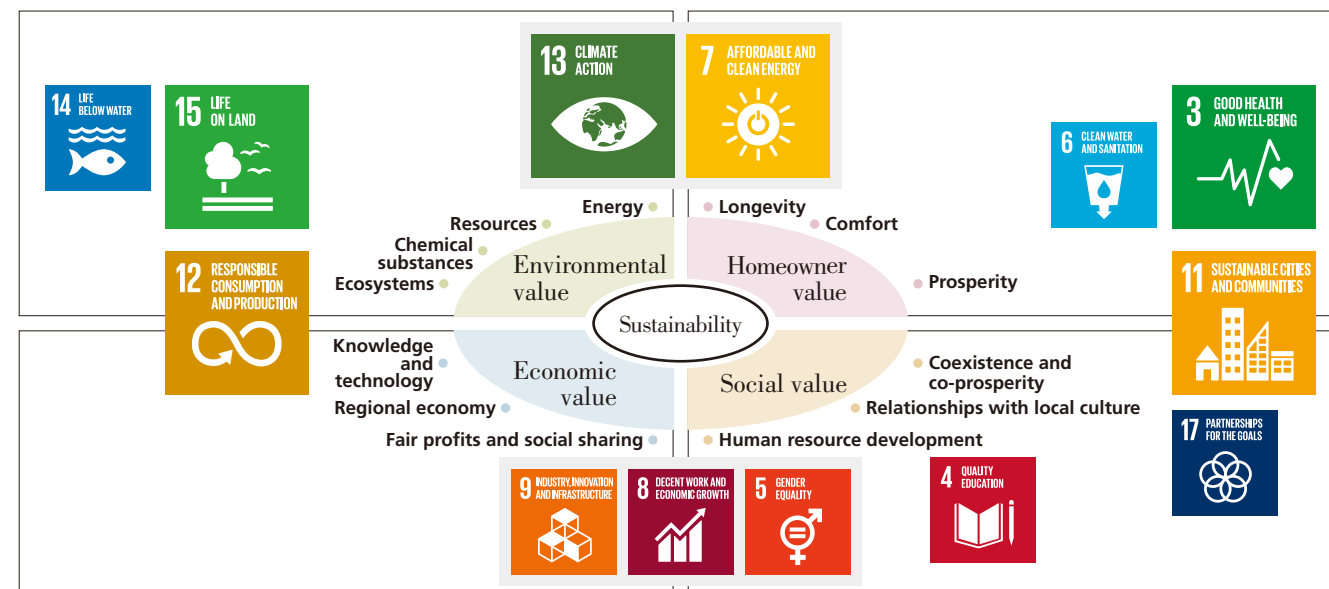 13 CLIMATE
ACTION
7 AFFORDABLE AND
CLEAN ENERGY
14 LIFE
BELOW WATER
15 LIFE
ON LAND
6 CLEAN WATER
AND SANITATION
3 GOOD HEALTH
AND WELL-BEING
Energy
Resources
Chemical
substances
Ecosystems
Environmental
value
Longevity
Comfort
Prosperity
Homeowner
value
12 RESPONSIBLE
CONSUMPTION
AND PRODUCTION
11 SUSTAINABLE CITIES
AND COMMUNITIES
Sustainability
Knowledge
and
technology
Regional economy
Fair profits and social sharing
Economic
value
Social value
Coexistence and
co-prosperity
Relationships with local culture
Human resource development
17 PARTNERSHIPS
FOR THE GOALS
9 INDUSTRY, INNOVATION
AND INFRASTRUCTURE
8 DECENT WORK AND
ECONOMIC GROWTH
5 GENDER
EQUALITY
4 QUALITY
EDUCATION